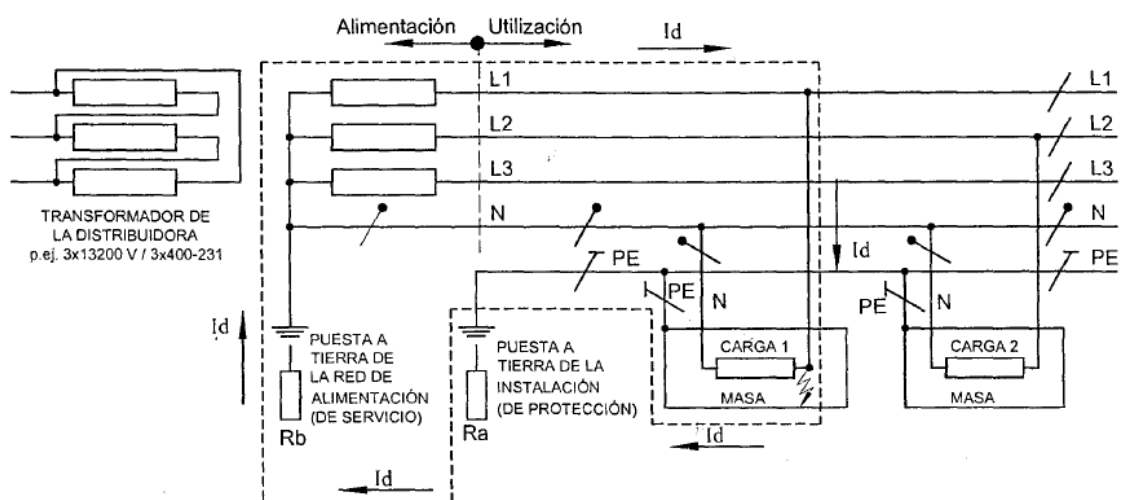 Alimentación Utilización
Id
L1
L1
L2
L2
L3
L3
TRANSFORMADOR DE
LA DISTRIBUIDORA
p.ej. 3x13200 V / 3x400-231
N
N
PE
Id
PE
PE
N
PE
N
Id
PUESTA A
TIERRA DE
LA RED DE
ALIMENTACIÓN
(DE SERVICIO)
Rb
PUESTA A
TIERRA DE LA
INSTALACIÓN
(DE PROTECCIÓN)
Ra
CARGA 1
MASA
CARGA 2
MASA
Id
Id